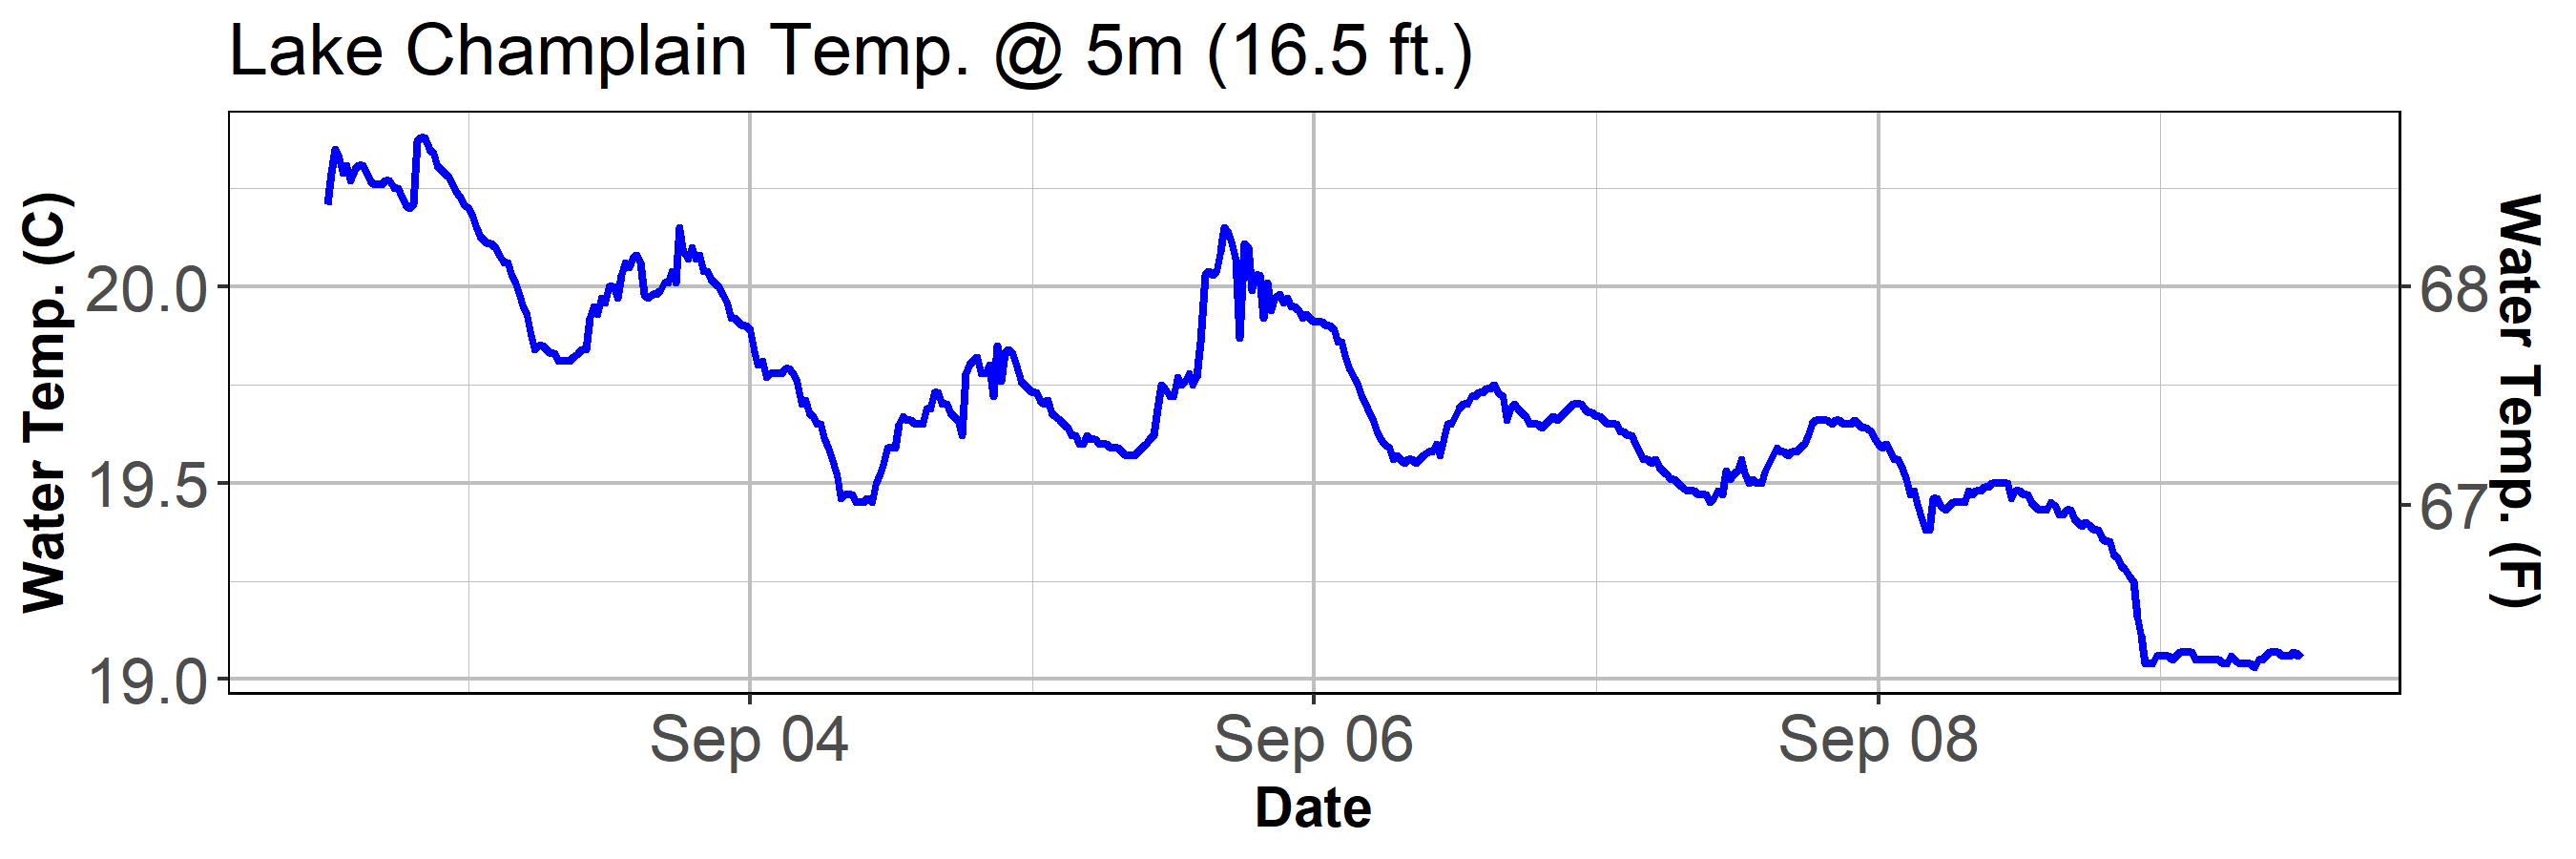 Lake Champlain Temp. @ 5m (16.5 ft.)
Water Temp. (C)
20.0
19.5
19.0
68
67
Water Temp. (F)
Sep 04 Sep 06 Sep 08
Date